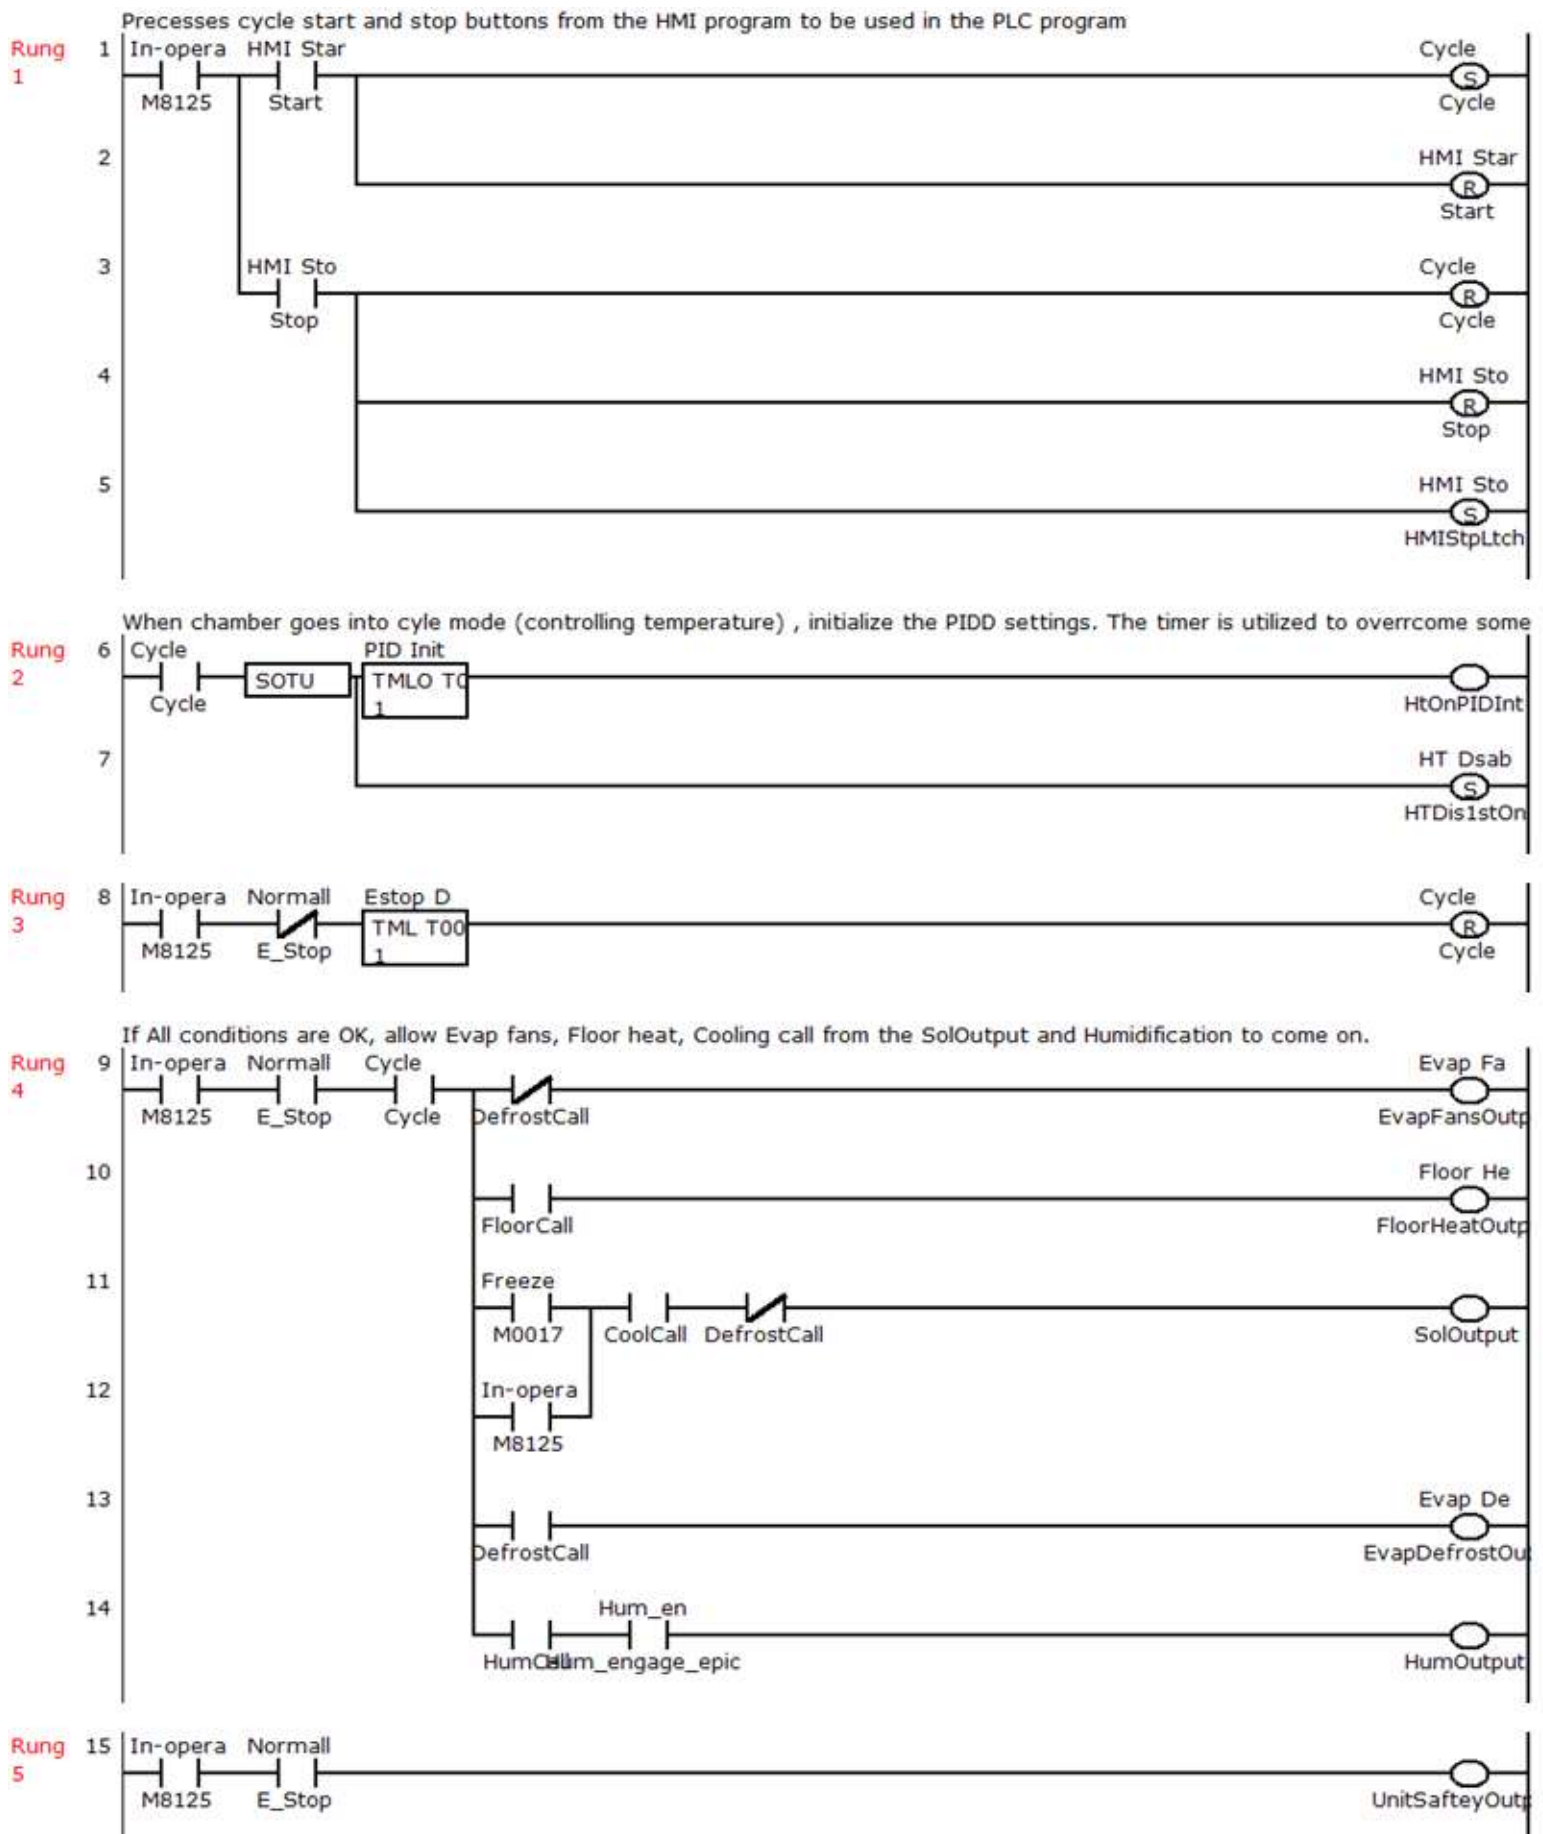 Precesses cycle start and stop buttons from the HMI program to be used in the PLC program
Rung 1 In-opera HMI Star Cycle
1 S
M8125 Start Cycle
2 HMI Star
R
Start
3 HMI Sto Cycle
R
Stop Cycle
4 HMI Sto
R
Stop
5 HMI Sto
S
HMIStpLtch
When chamber goes into cyle mode (controlling temperature) , initialize the PIDD settings. The timer is utilized to overrcome some
Rung 6 Cycle PID Init
2 SOTU TMLO T0
Cycle 1 HtOnPIDInt
7 HT Dsab
S
HTDis1stOn
Rung 8 In-opera Normall Estop D Cycle
3 TML T00 R
M8125 E_Stop 1 Cycle
If All conditions are OK, allow Evap fans, Floor heat, Cooling call from the SolOutput and Humidification to come on.
Rung 9 In-opera Normall Cycle Evap Fa
4
M8125 E_Stop Cycle DefrostCall EvapFansOutp
10 Floor He
FloorCall FloorHeatOutp
11 Freeze
M0017 CoolCall DefrostCall SolOutput
12 In-opera
M8125
13 Evap De
DefrostCall EvapDefrostOu
14 Hum_en
HumCall Hum_engage_epic HumOutput
Rung 15 In-opera Normall
5
M8125 E_Stop UnitSafteyOutp